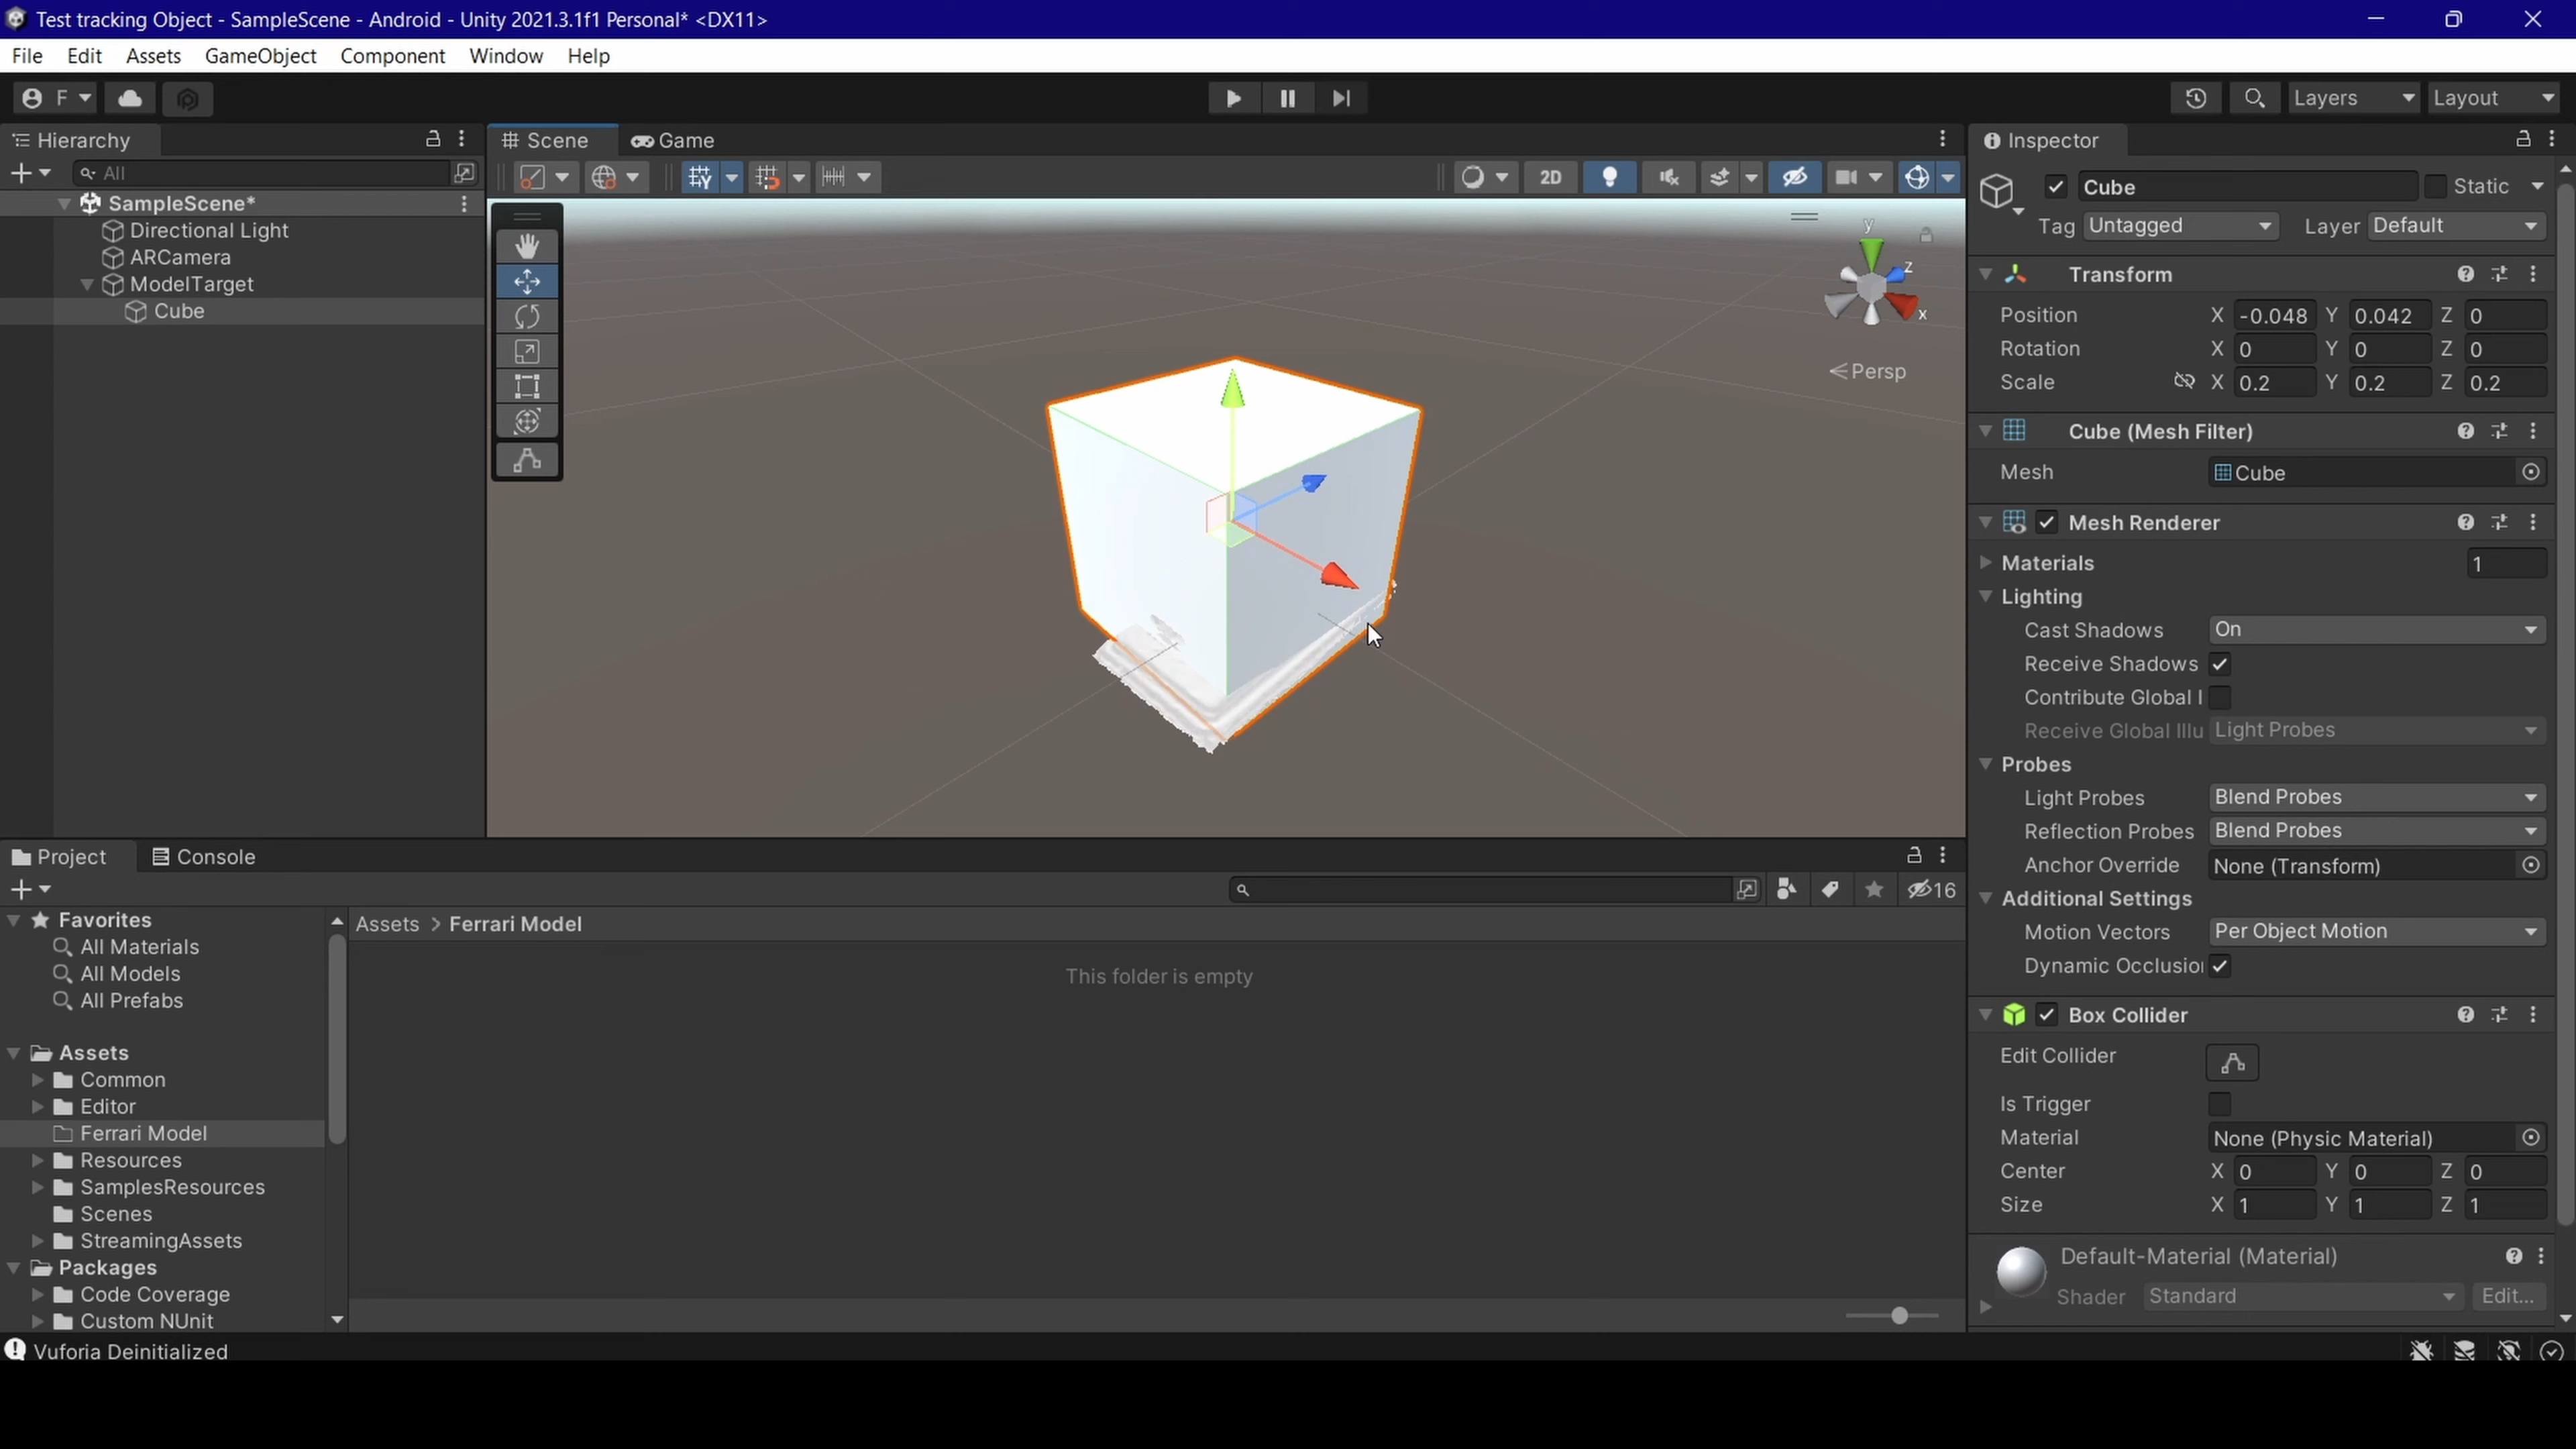 Test tracking Object - SampleScene - Android - Unity 2021.3.1f1 Personal* <DX11>
File Edit Assets GameObject Component Window Help
F Layers Layout
Hierarchy
All
SampleScene*
Directional Light
ARCamera
ModelTarget
Cube
Scene Game
2D
y
z
x
Persp
Inspector
Cube Static
Tag Untagged Layer Default
Transform
Position X -0.048 Y 0.042 Z 0
Rotation X 0 Y 0 Z 0
Scale X 0.2 Y 0.2 Z 0.2
Cube (Mesh Filter)
Mesh Cube
Mesh Renderer
Materials 1
Lighting
Cast Shadows On
Receive Shadows
Contribute Global I
Receive Global Illu Light Probes
Probes
Light Probes Blend Probes
Reflection Probes Blend Probes
Anchor Override None (Transform)
Additional Settings
Motion Vectors Per Object Motion
Dynamic Occlusio
Box Collider
Edit Collider
Is Trigger
Material None (Physic Material)
Center X 0 Y 0 Z 0
Size X 1 Y 1 Z 1
Default-Material (Material)
Shader Standard Edit...
Project Console
16
Favorites
All Materials
All Models
All Prefabs
Assets
Common
Editor
Ferrari Model
Resources
SamplesResources
Scenes
StreamingAssets
Packages
Code Coverage
Custom NUnit
Assets > Ferrari Model
This folder is empty
Vuforia Deinitialized